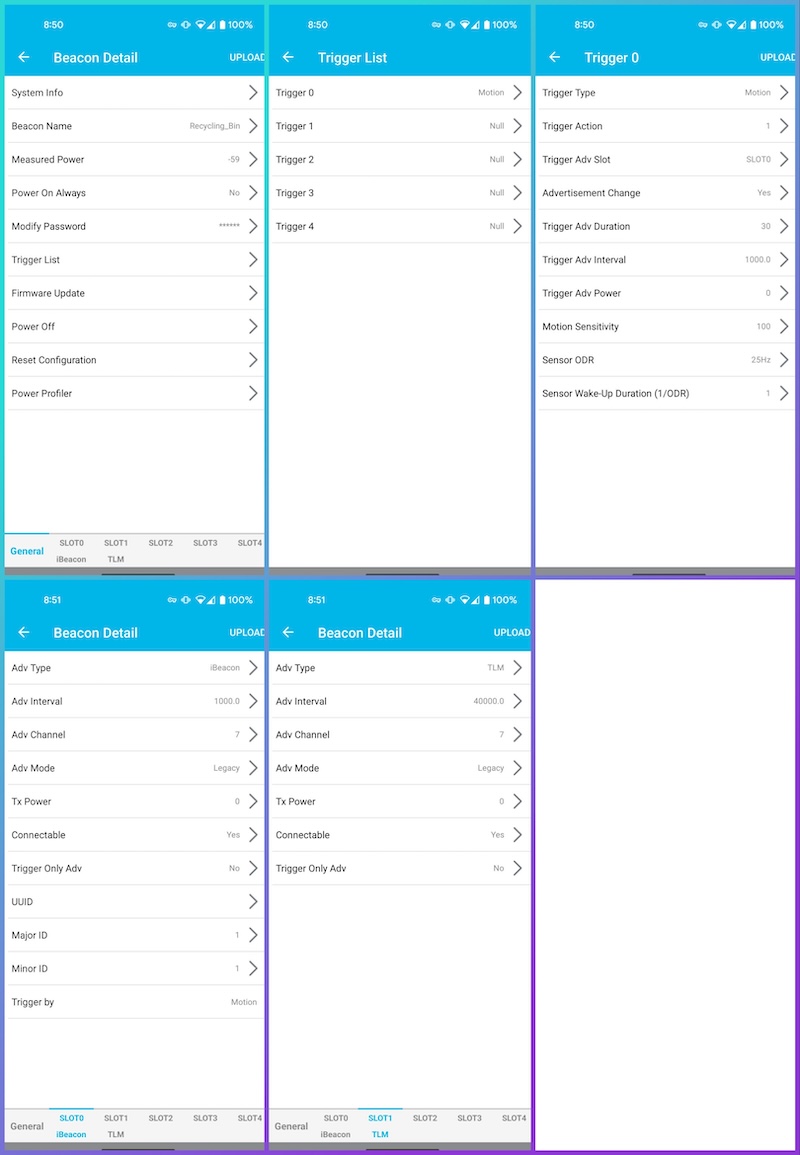 8:50 100%
Beacon Detail UPLOAD
System Info
Beacon Name Recycling_Bin
Measured Power -59
Power On Always No
Modify Password ******
Trigger List
Firmware Update
Power Off
Reset Configuration
Power Profiler
General SLOT0 SLOT1 SLOT2 SLOT3 SLOT4
iBeacon TLM
8:50 100%
Trigger List
Trigger 0 Motion
Trigger 1 Null
Trigger 2 Null
Trigger 3 Null
Trigger 4 Null
8:50 100%
Trigger 0 UPLOAD
Trigger Type Motion
Trigger Action 1
Trigger Adv Slot SLOT0
Advertisement Change Yes
Trigger Adv Duration 30
Trigger Adv Interval 1000.0
Trigger Adv Power 0
Motion Sensitivity 100
Sensor ODR 25Hz
Sensor Wake-Up Duration (1/ODR) 1
8:51 100%
Beacon Detail UPLOAD
Adv Type iBeacon
Adv Interval 1000.0
Adv Channel 7
Adv Mode Legacy
Tx Power 0
Connectable Yes
Trigger Only Adv No
UUID
Major ID 1
Minor ID 1
Trigger by Motion
General SLOT0 SLOT1 SLOT2 SLOT3 SLOT4
iBeacon TLM
8:51 100%
Beacon Detail UPLOAD
Adv Type TLM
Adv Interval 40000.0
Adv Channel 7
Adv Mode Legacy
Tx Power 0
Connectable Yes
Trigger Only Adv No
General SLOT0 SLOT1 SLOT2 SLOT3 SLOT4
iBeacon TLM